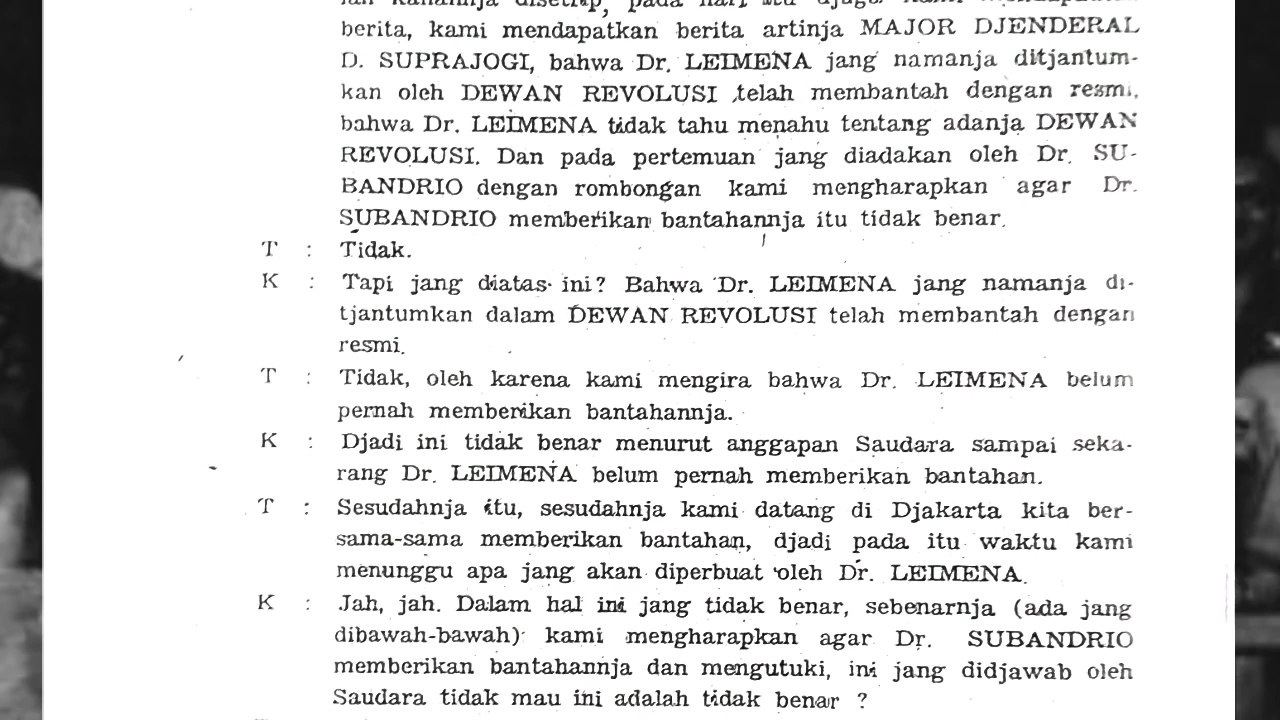 berita, kami mendapatkan berita artinja MAJOR DJENDERAL
D. SUPRAJOGI, bahwa Dr. LEIMENA jang namanja ditjantum-
kan oleh DEWAN REVOLUSI telah membantah dengan resmi,
bahwa Dr. LEIMENA tidak tahu menahu tentang adanja DEWAN
REVOLUSI. Dan pada pertemuan jang diadakan oleh Dr. SU-
BANDRIO dengan rombongan kami mengharapkan agar Dr.
SUBANDRIO memberikan bantahannja itu tidak benar.
T : Tidak.
K : Tapi jang diatas ini? Bahwa Dr. LEIMENA jang namanja di-
tjantumkan dalam DEWAN REVOLUSI telah membantah dengan
resmi.
T : Tidak, oleh karena kami mengira bahwa Dr. LEIMENA belum
pernah memberikan bantahannja.
K : Djadi ini tidak benar menurut anggapan Saudara sampai seka-
rang Dr. LEIMENA belum pernah memberikan bantahan.
T : Sesudahnja itu, sesudahnja kami datang di Djakarta kita ber-
sama-sama memberikan bantahan, djadi pada itu waktu kami
menunggu apa jang akan diperbuat oleh Dr. LEIMENA.
K : Jah, jah. Dalam hal ini jang tidak benar, sebenarnja (ada jang
dibawah-bawah) kami mengharapkan agar Dr. SUBANDRIO
memberikan bantahannja dan mengutuki, ini jang didjawab oleh
Saudara tidak mau ini adalah tidak benar ?